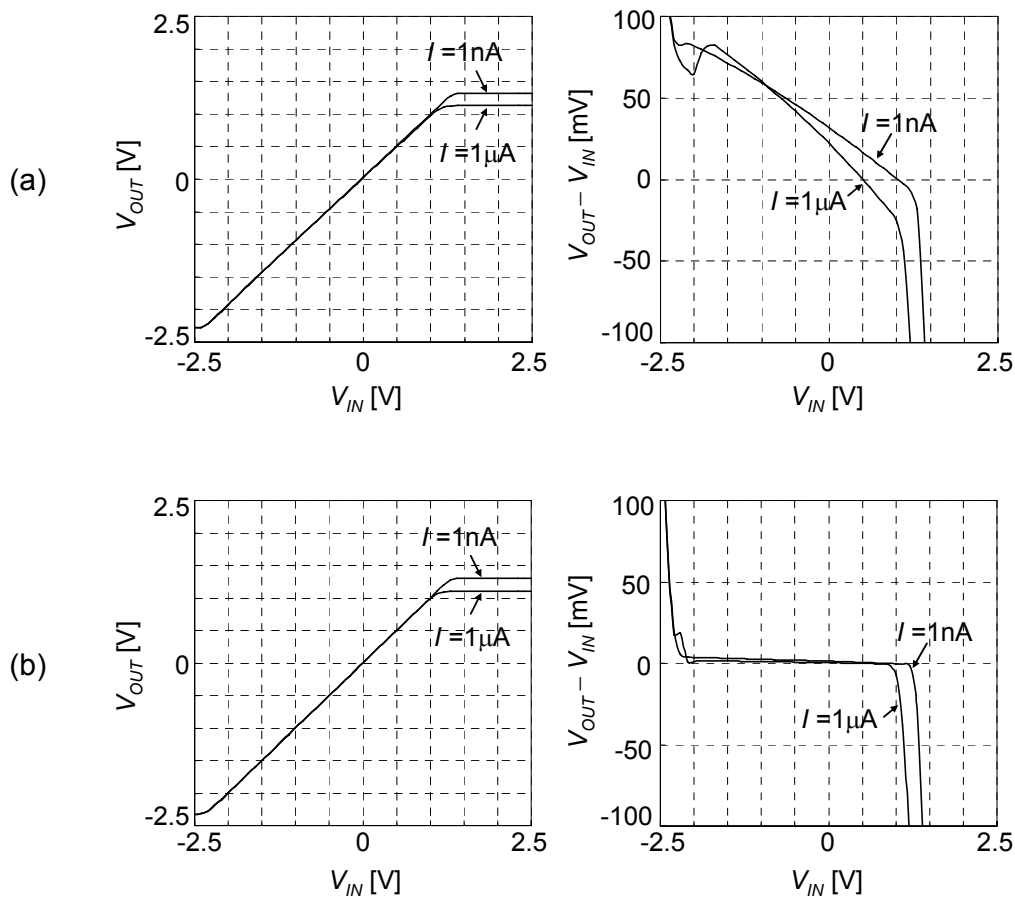 (a)
2.5
0
-2.5
V_OUT [V]
I =1nA
I =1μA
-2.5
0
2.5
V_IN [V]
100
50
0
-50
-100
V_OUT – V_IN [mV]
I =1nA
I =1μA
-2.5
0
2.5
V_IN [V]
(b)
2.5
0
-2.5
V_OUT [V]
I =1nA
I =1μA
-2.5
0
2.5
V_IN [V]
100
50
0
-50
-100
V_OUT – V_IN [mV]
I =1nA
I =1μA
-2.5
0
2.5
V_IN [V]